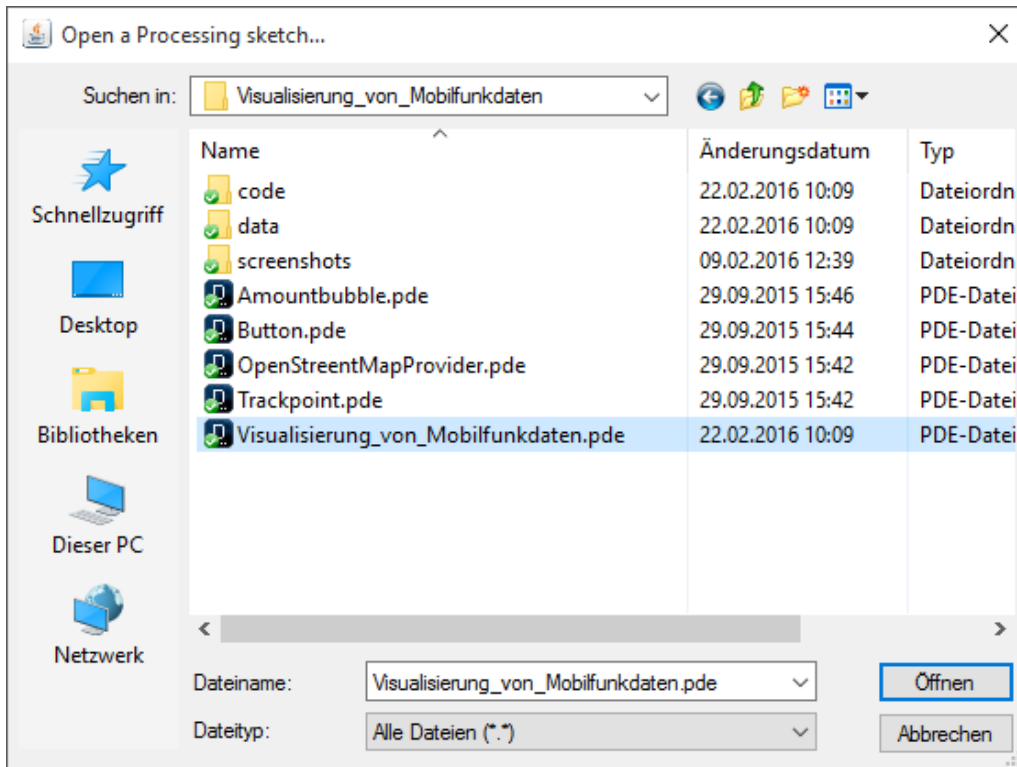 Open a Processing sketch...
Suchen in: Visualisierung_von_Mobilfunkdaten
Schnellzugriff
Desktop
Bibliotheken
Dieser PC
Netzwerk
Name Änderungsdatum Typ
code 22.02.2016 10:09 Dateiordn
data 22.02.2016 10:09 Dateiordn
screenshots 09.02.2016 12:39 Dateiordn
Amountbubble.pde 29.09.2015 15:46 PDE-Datei
Button.pde 29.09.2015 15:44 PDE-Datei
OpenStreentMapProvider.pde 29.09.2015 15:42 PDE-Datei
Trackpoint.pde 29.09.2015 15:42 PDE-Datei
Visualisierung_von_Mobilfunkdaten.pde 22.02.2016 10:09 PDE-Datei
Dateiname: Visualisierung_von_Mobilfunkdaten.pde Öffnen
Dateityp: Alle Dateien (*.*) Abbrechen